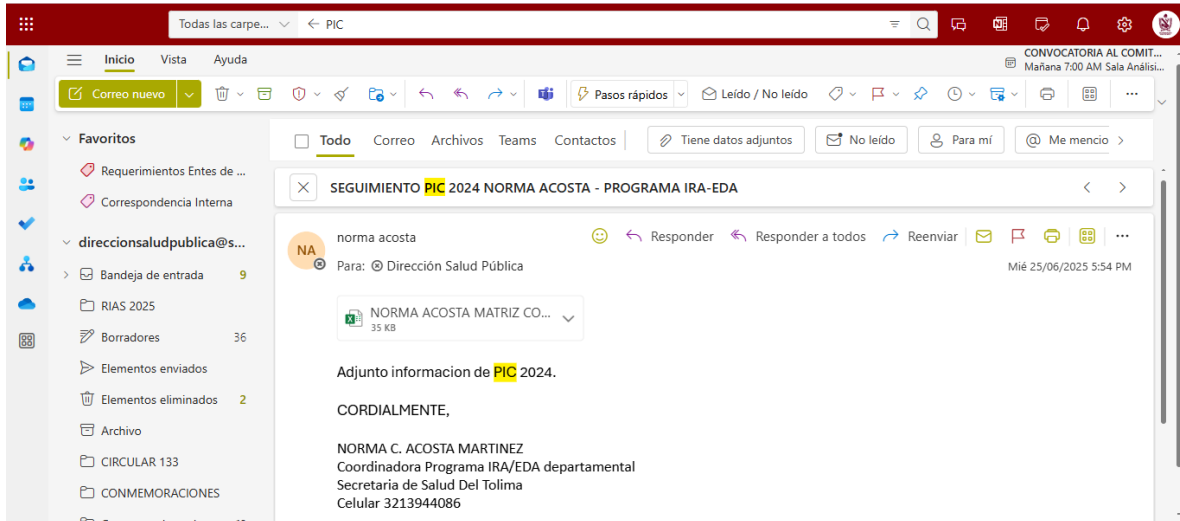 Todas las carpe... PIC
CONVOCATORIA AL COMIT...
Mañana 7:00 AM Sala Análisi...
Inicio Vista Ayuda
Correo nuevo Pasos rápidos Leído / No leído
Favoritos
Todo Correo Archivos Teams Contactos Tiene datos adjuntos No leído Para mí Me mencio
Requerimientos Entes de ...
Correspondencia Interna
direccionsaludpublica@s...
Bandeja de entrada 9
RIAS 2025
Borradores 36
Elementos enviados
Elementos eliminados 2
Archivo
CIRCULAR 133
CONMEMORACIONES
SEGUIMIENTO PIC 2024 NORMA ACOSTA - PROGRAMA IRA-EDA
NA
norma acosta
Responder Responder a todos Reenviar
Para: Dirección Salud Pública
Mié 25/06/2025 5:54 PM
NORMA ACOSTA MATRIZ CO...
35 KB
Adjunto informacion de PIC 2024.
CORDIALMENTE,
NORMA C. ACOSTA MARTINEZ
Coordinadora Programa IRA/EDA departamental
Secretaria de Salud Del Tolima
Celular 3213944086